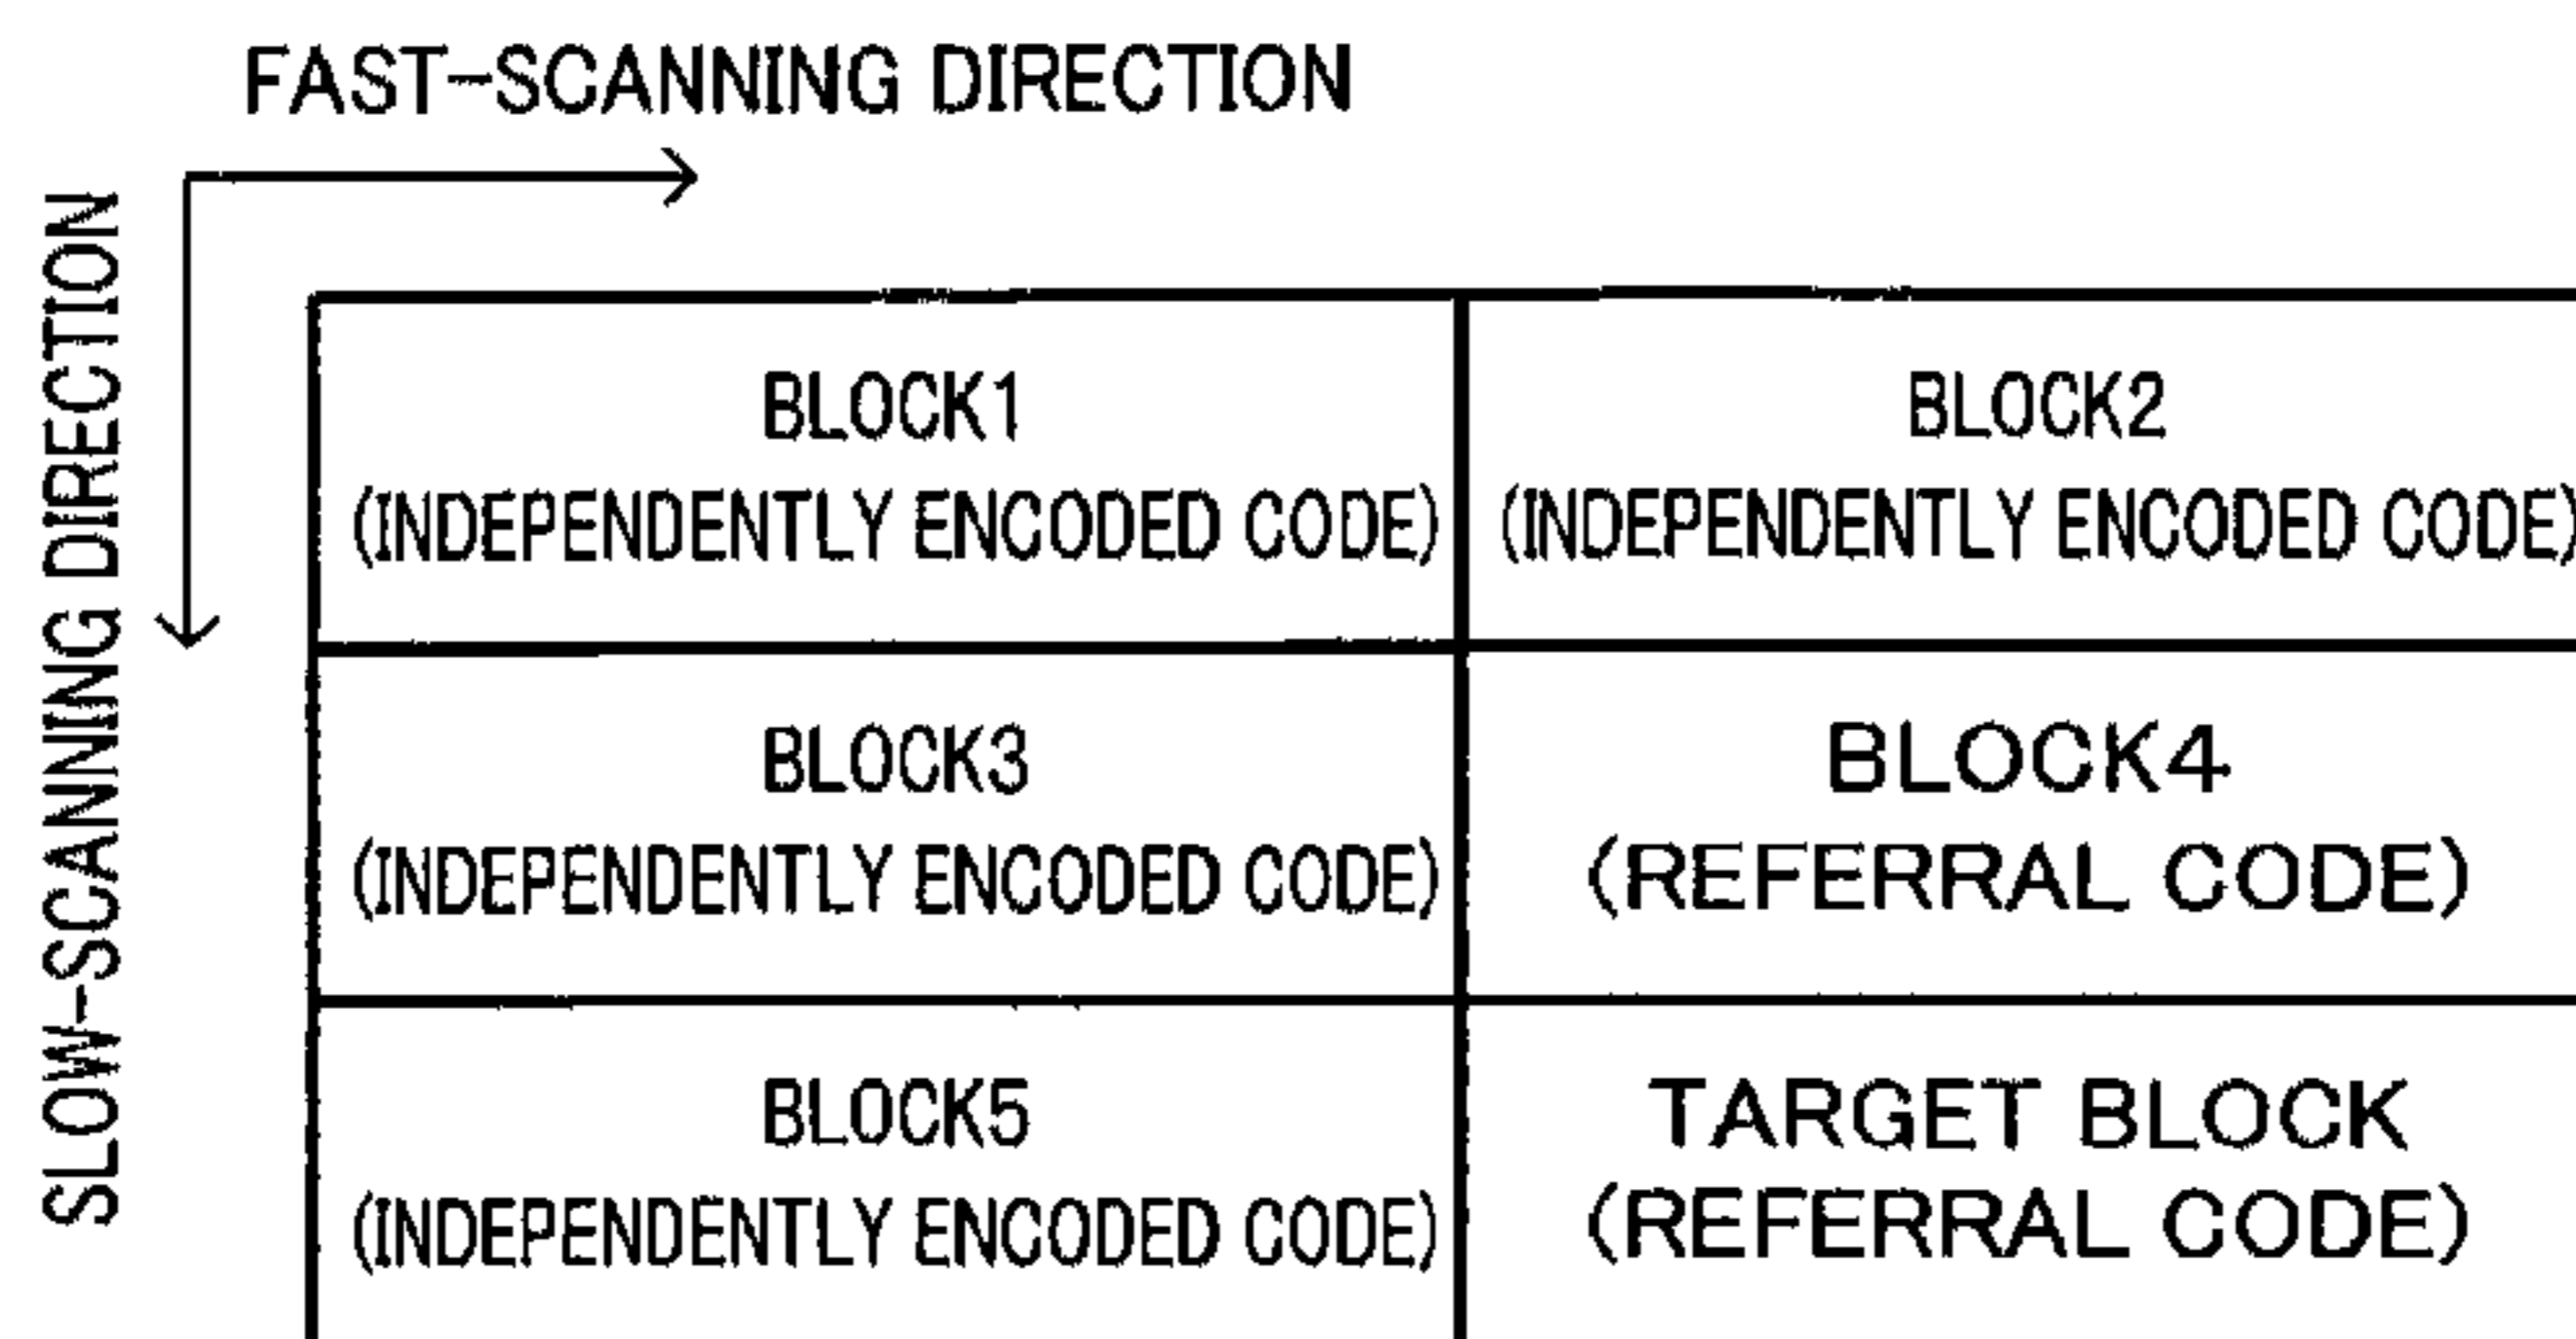 FAST-SCANNING DIRECTION
SLOW-SCANNING DIRECTION
BLOCK1
(INDEPENDENTLY ENCODED CODE)
BLOCK2
(INDEPENDENTLY ENCODED CODE)
BLOCK3
(INDEPENDENTLY ENCODED CODE)
BLOCK4
(REFERRAL CODE)
BLOCK5
(INDEPENDENTLY ENCODED CODE)
TARGET BLOCK
(REFERRAL CODE)